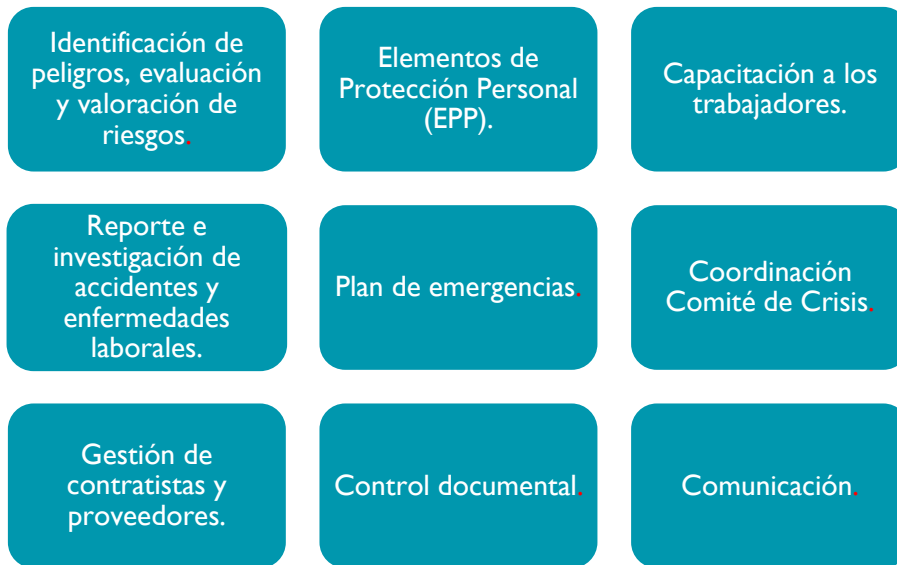 Identificación de
peligros, evaluación
y valoración de
riesgos.
Elementos de
Protección Personal
(EPP).
Capacitación a los
trabajadores.
Reporte e
investigación de
accidentes y
enfermedades
laborales.
Plan de emergencias.
Coordinación
Comité de Crisis.
Gestión de
contratistas y
proveedores.
Control documental.
Comunicación.